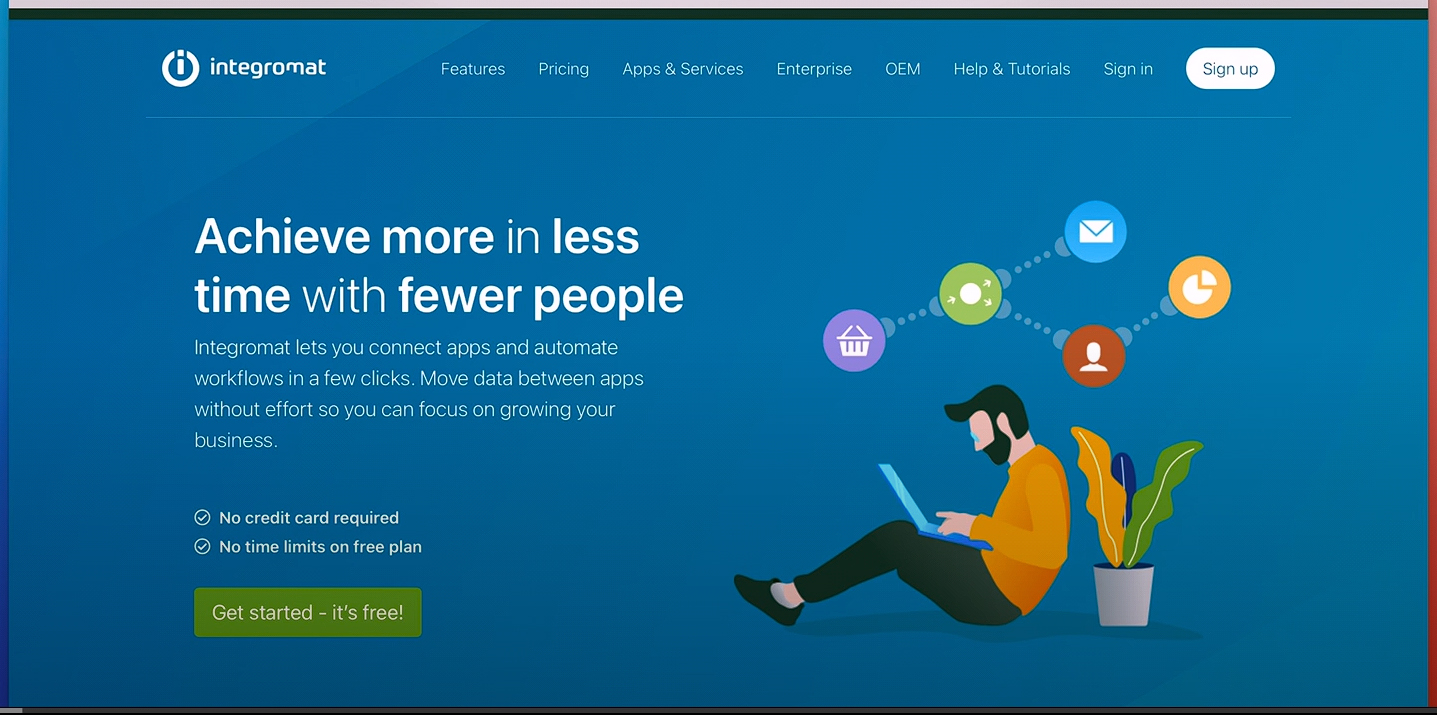 integromat
Features
Pricing
Apps & Services
Enterprise
OEM
Help & Tutorials
Sign in
Sign up
Achieve more in less
time with fewer people
Integromat lets you connect apps and automate
workflows in a few clicks. Move data between apps
without effort so you can focus on growing your
business.
No credit card required
No time limits on free plan
Get started - it's free!